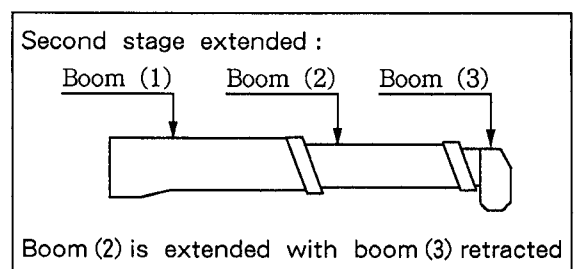 Second stage extended :
Boom (1) Boom (2) Boom (3)
Boom (2) is extended with boom (3) retracted